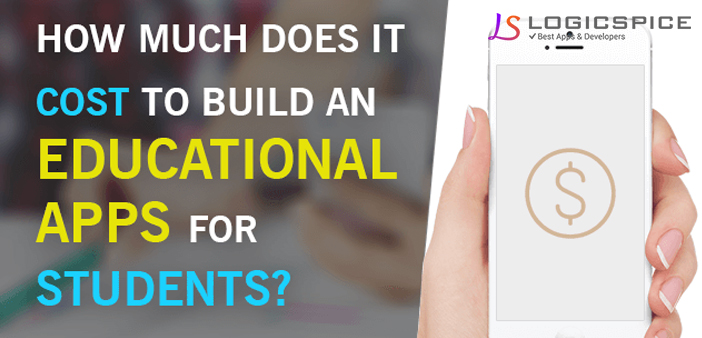 HOW MUCH DOES IT
COST TO BUILD AN
EDUCATIONAL
APPS FOR
STUDENTS?
LS LOGICSPICE
✓ Best Apps & Developers
$